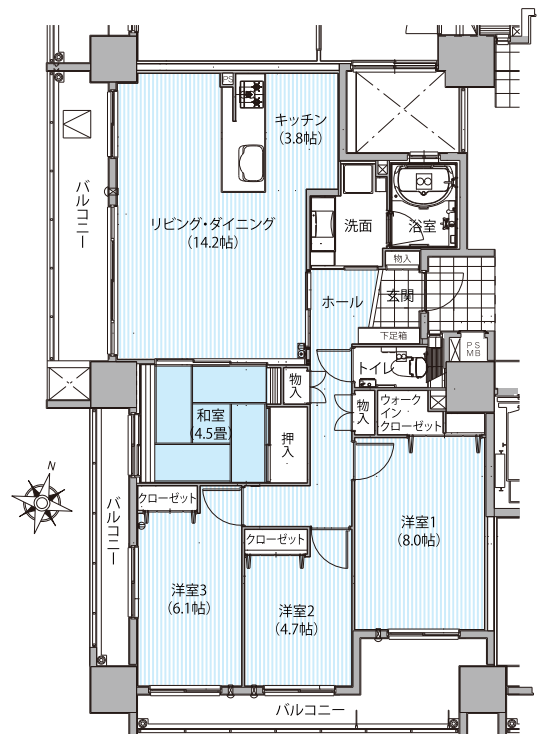 PS
キッチン
（3.8帖）
バルコニー
リビング・ダイニング
（14.2帖）
洗面
浴室
物入
ホール
玄関
下足箱
PS
MB
トイレ
物入
物入
ウォーク
イン
クローゼット
和室
（4.5畳）
押入
N
バルコニー
クローゼット
洋室1
（8.0帖）
クローゼット
洋室3
（6.1帖）
洋室2
（4.7帖）
バルコニー